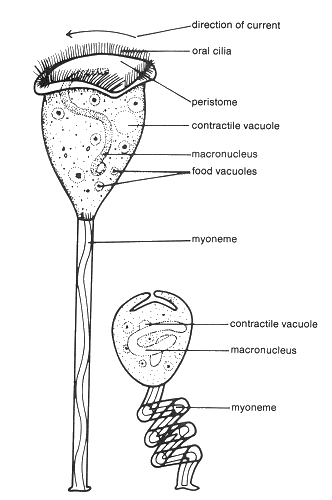 direction of current
oral cilia
peristome
contractile vacuole
macronucleus
food vacuoles
myoneme
contractile vacuole
macronucleus
myoneme